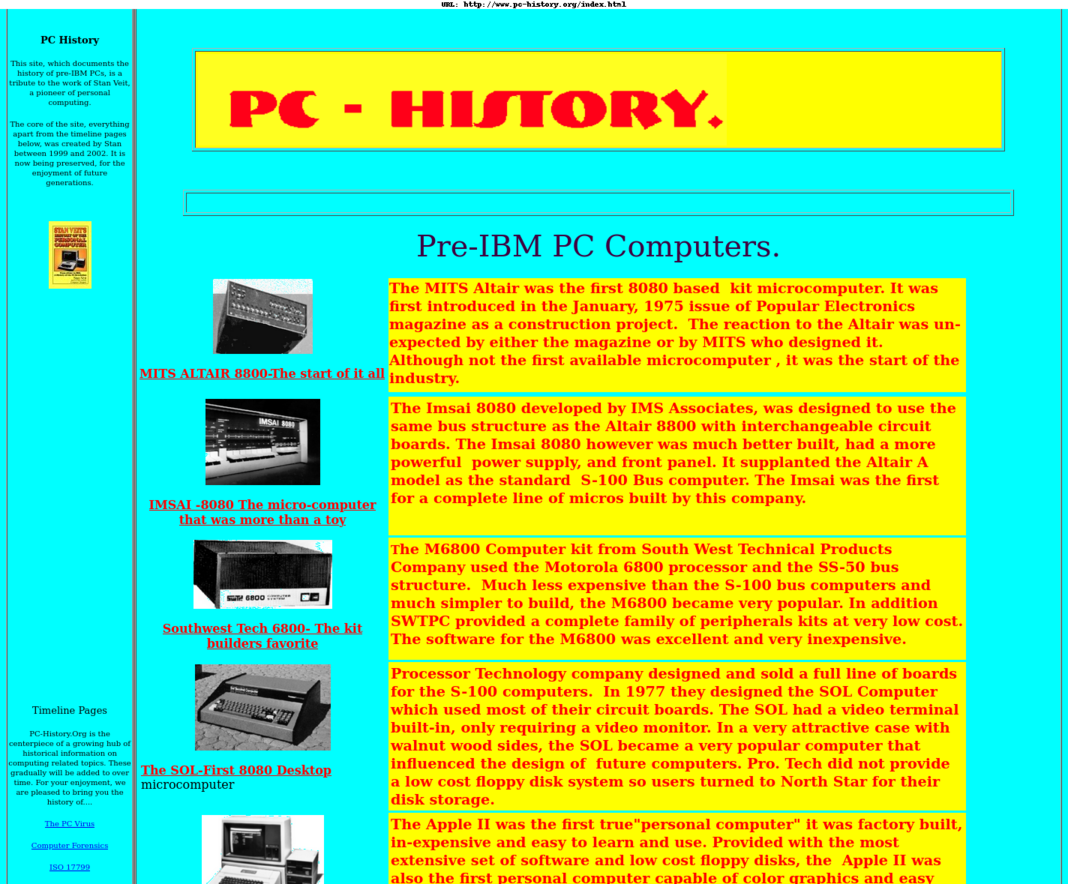 URL: http://www.pc-history.org/index.html
PC History
This site, which documents the
history of pre-IBM PCs, is a
tribute to the work of Stan Veit,
a pioneer of personal
computing.
The core of the site, everything
apart from the timeline pages
below, was created by Stan
between 1999 and 2002. It is
now being preserved, for the
enjoyment of future
generations.
STAN VEIT'S
HISTORY OF THE
PERSONAL
COMPUTER
Timeline Pages
PC-History.Org is the
centerpiece of a growing hub of
historical information on
computing related topics. These
gradually will be added to over
time. For your enjoyment, we
are pleased to bring you the
history of....
The PC Virus
Computer Forensics
ISO 17799
PC - HISTORY.
Pre-IBM PC Computers.
MITS ALTAIR 8800-The start of it all
The MITS Altair was the first 8080 based  kit microcomputer. It was
first introduced in the January, 1975 issue of Popular Electronics
magazine as a construction project.  The reaction to the Altair was un-
expected by either the magazine or by MITS who designed it.
Although not the first available microcomputer , it was the start of the
industry.
IMSAI 8080
IMSAI -8080 The micro-computer
that was more than a toy
The Imsai 8080 developed by IMS Associates, was designed to use the
same bus structure as the Altair 8800 with interchangeable circuit
boards. The Imsai 8080 however was much better built, had a more
powerful  power supply, and front panel. It supplanted the Altair A
model as the standard  S-100 Bus computer. The Imsai was the first
for a complete line of micros built by this company.
6800 COMPUTER
SYSTEM
Southwest Tech 6800- The kit
builders favorite
The M6800 Computer kit from South West Technical Products
Company used the Motorola 6800 processor and the SS-50 bus
structure.  Much less expensive than the S-100 bus computers and
much simpler to build, the M6800 became very popular. In addition
SWTPC provided a complete family of peripherals kits at very low cost.
The software for the M6800 was excellent and very inexpensive.
The SOL-First 8080 Desktop
microcomputer
Processor Technology company designed and sold a full line of boards
for the S-100 computers.  In 1977 they designed the SOL Computer
which used most of their circuit boards. The SOL had a video terminal
built-in, only requiring a video monitor. In a very attractive case with
walnut wood sides, the SOL became a very popular computer that
influenced the design of  future computers. Pro. Tech did not provide
a low cost floppy disk system so users turned to North Star for their
disk storage.
The Apple II was the first true"personal computer" it was factory built,
in-expensive and easy to learn and use. Provided with the most
extensive set of software and low cost floppy disks, the  Apple II was
also the first personal computer capable of color graphics and easy